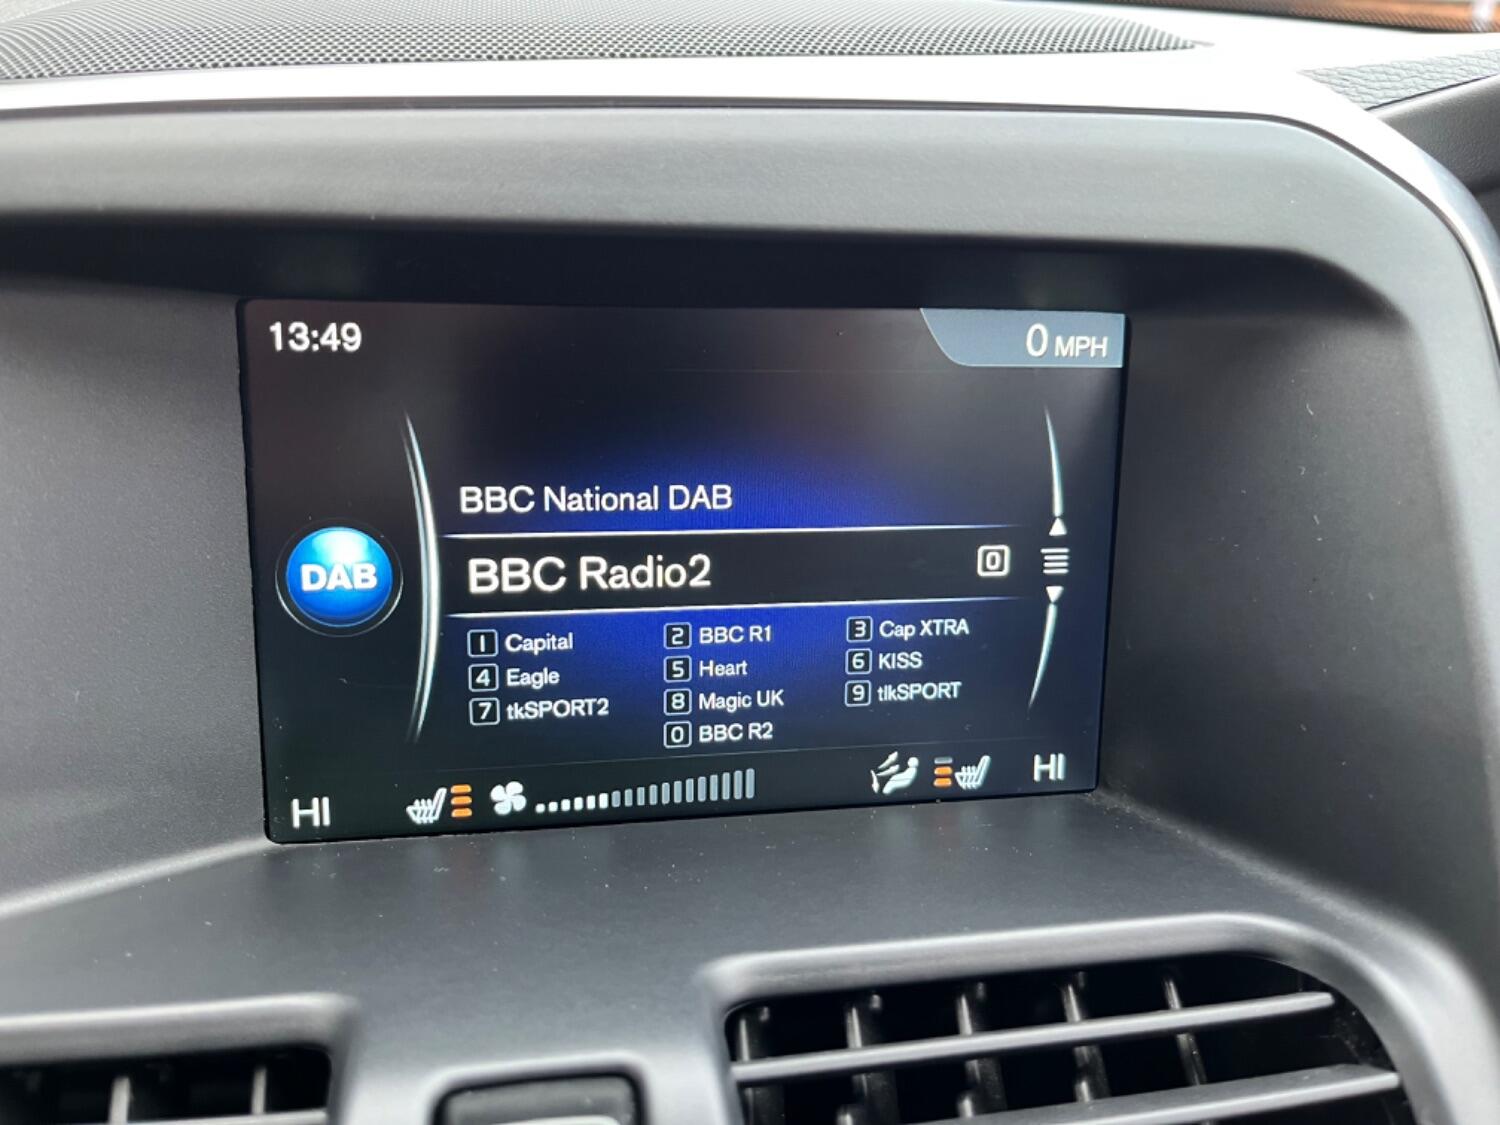 13:49
0 MPH
BBC National DAB
DAB
BBC Radio2 0
1 Capital 2 BBC R1 3 Cap XTRA
4 Eagle 5 Heart 6 KISS
7 tkSPORT2 8 Magic UK 9 tlkSPORT
0 BBC R2
HI HI